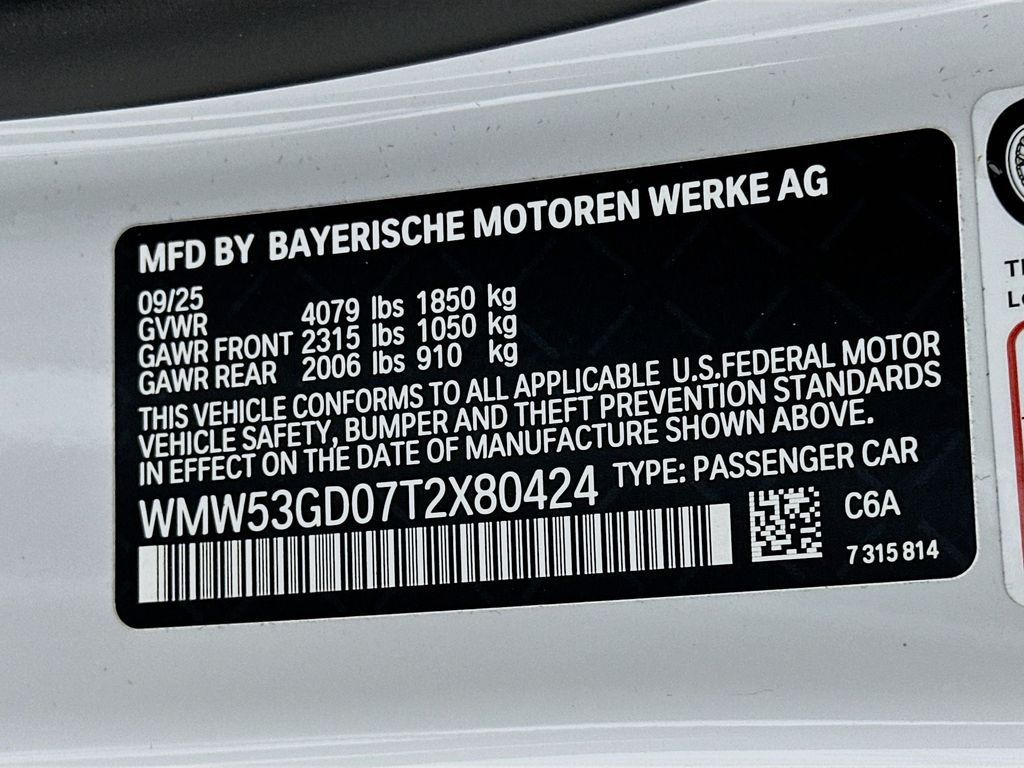 MFD BY BAYERISCHE MOTOREN WERKE AG
09/25
GVWR 4079 lbs 1850 kg
GAWR FRONT 2315 lbs 1050 kg
GAWR REAR 2006 lbs 910 kg
THIS VEHICLE CONFORMS TO ALL APPLICABLE U.S.FEDERAL MOTOR
VEHICLE SAFETY, BUMPER AND THEFT PREVENTION STANDARDS
IN EFFECT ON THE DATE OF MANUFACTURE SHOWN ABOVE.
WMW53GD07T2X80424 TYPE: PASSENGER CAR
C6A
7 315 814